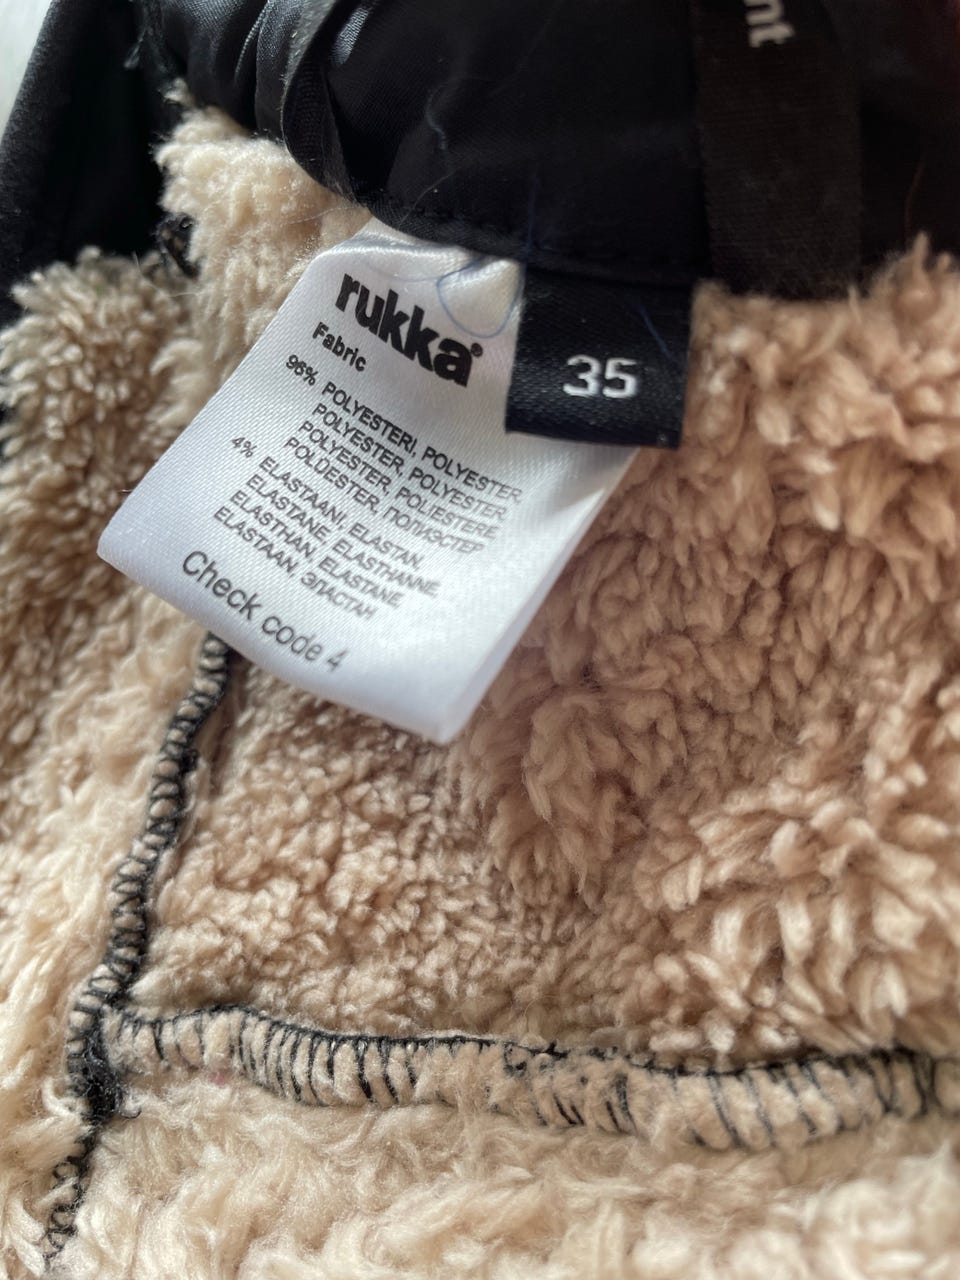 nt
rukka®
35
Fabric
96% POLYESTERI, POLYESTER,
POLYESTER, POLYESTER,
POLYESTER, POLIESTERE,
POLDESTER, ПОЛИЭСТЕР
4% ELASTAANI, ELASTAN,
ELASTANE, ELASTHANNE,
ELASTHAN, ELASTANE,
ELASTAAN, ЭЛАСТАН
Check code 4